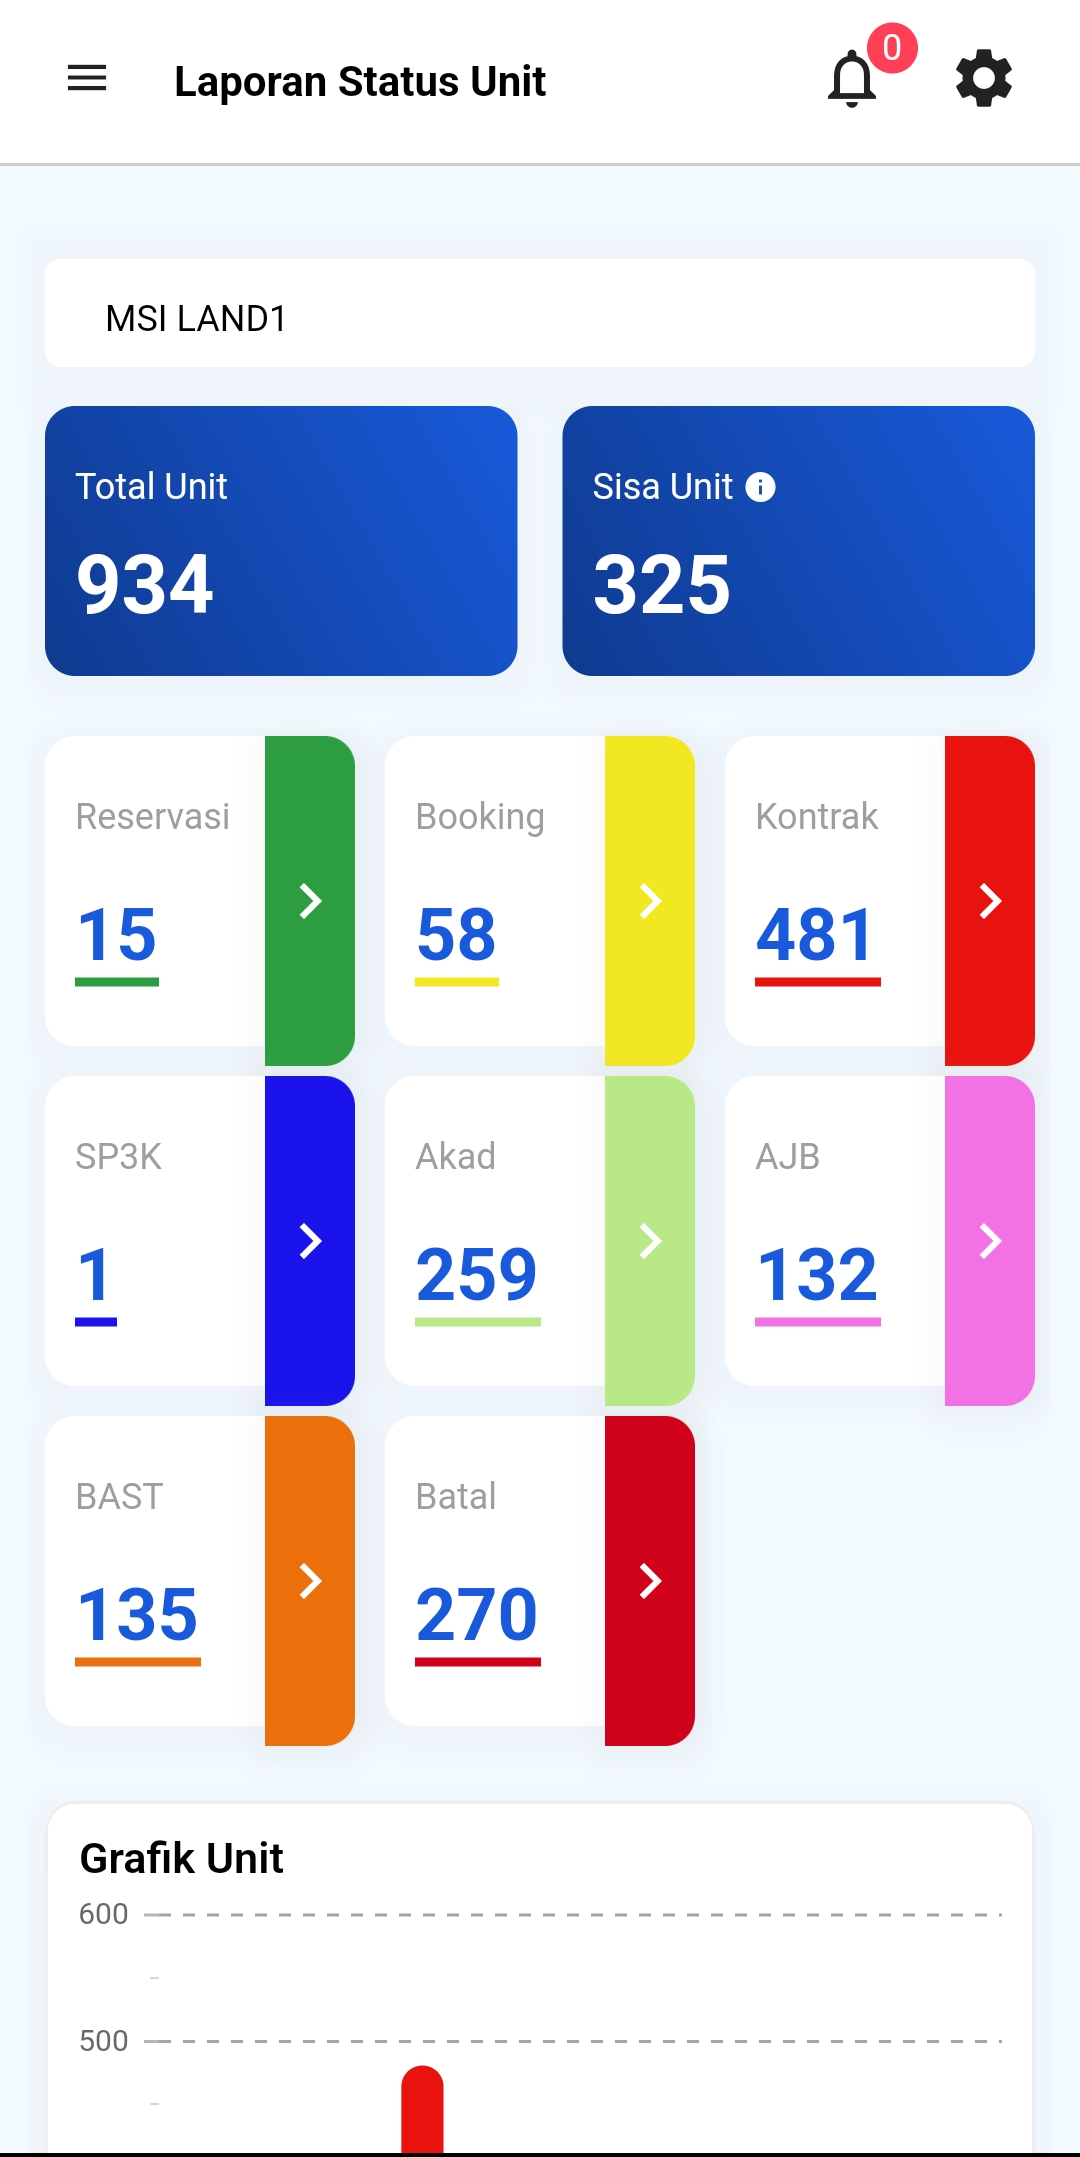 Laporan Status Unit
0
MSI LAND1
Total Unit
934
Sisa Unit
325
Reservasi
15
Booking
58
Kontrak
481
SP3K
1
Akad
259
AJB
132
BAST
135
Batal
270
Grafik Unit
600
500